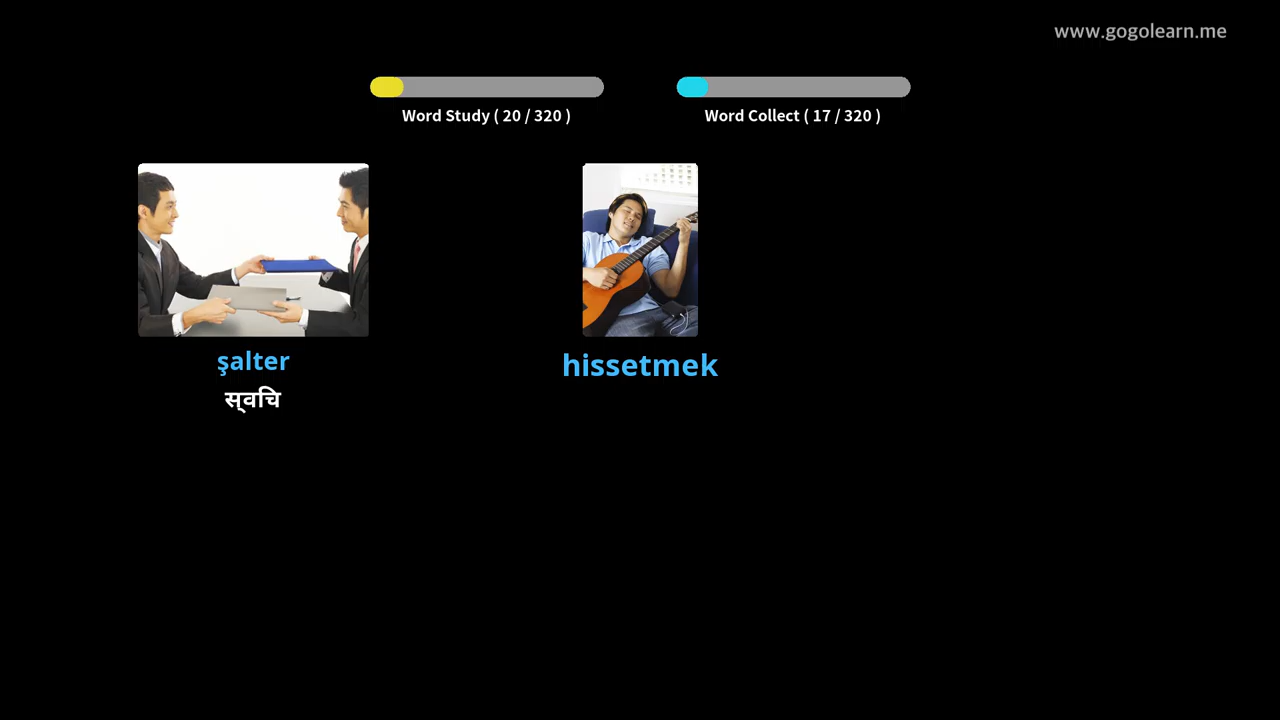 www.gogolearn.me
Word Study ( 20 / 320 )
Word Collect ( 17 / 320 )
şalter
hissetmek
स्वचि